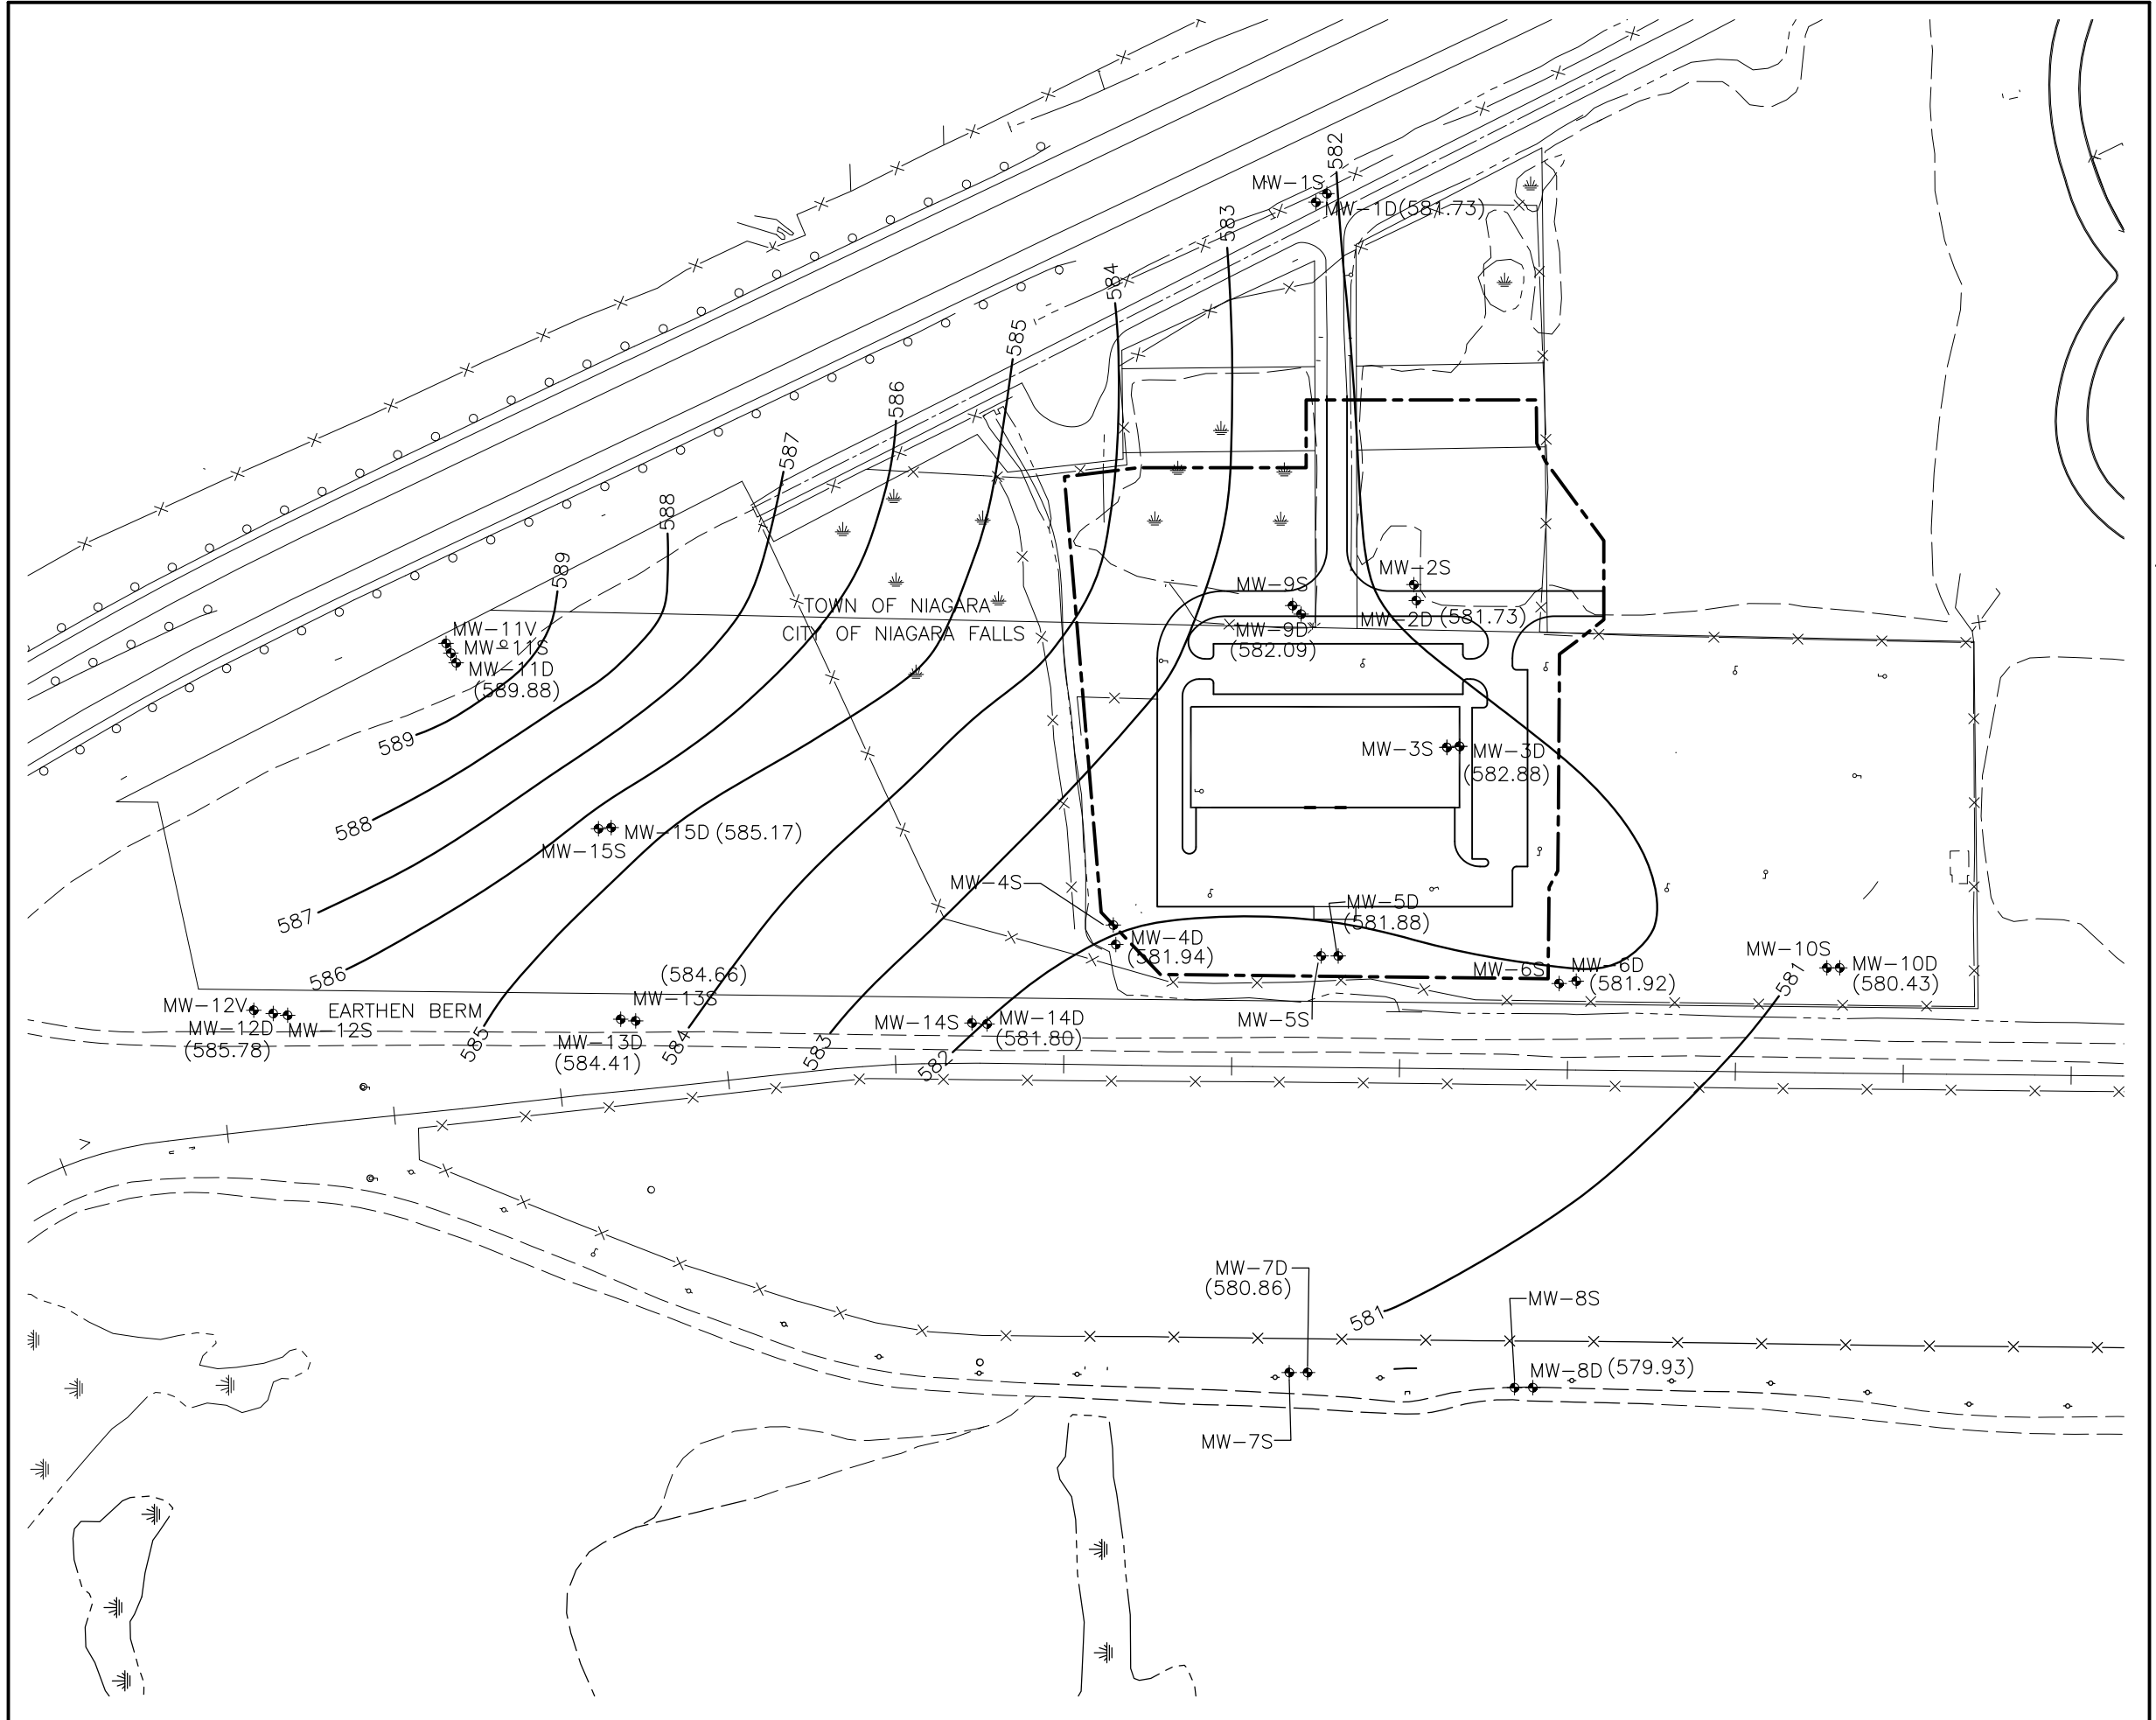 582
MW-1S
MW-1D(581.73)
583
584
585
586
587
588
589
MW-2S
MW-9S
TOWN OF NIAGARA
CITY OF NIAGARA FALLS
MW-2D (581.73)
MW-9D
(582.09)
MW-11V
MW-11S
MW-11D
(589.88)
589
MW-3S
MW-3D
(582.88)
588
MW-15D (585.17)
MW-15S
MW-4S
587
MW-5D
(581.88)
MW-4D
(581.94)
MW-10S
MW-10D
(580.43)
586
(584.66)
MW-6S
MW-6D
(581.92)
581
MW-12V
EARTHEN BERM
MW-13S
MW-12D
MW-12S
(585.78)
585
MW-13D
(584.41)
584
583
MW-14S
MW-14D
(581.80)
582
MW-5S
MW-7D
(580.86)
581
MW-8S
MW-8D (579.93)
MW-7S